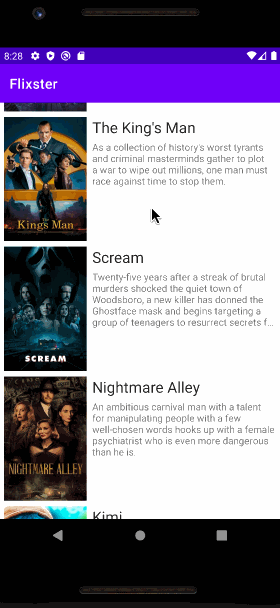 8:28
Flixster
The King's Man
As a collection of history's worst tyrants
and criminal masterminds gather to plot
a war to wipe out millions, one man must
race against time to stop them.
The
King's Man
Scream
Twenty-five years after a streak of brutal
murders shocked the quiet town of
Woodsboro, a new killer has donned the
Ghostface mask and begins targeting a
group of teenagers to resurrect secrets f...
SCREAM
Nightmare Alley
An ambitious carnival man with a talent
for manipulating people with a few
well-chosen words hooks up with a female
psychiatrist who is even more dangerous
than he is.
NIGHTMARE ALLEY
Kimi